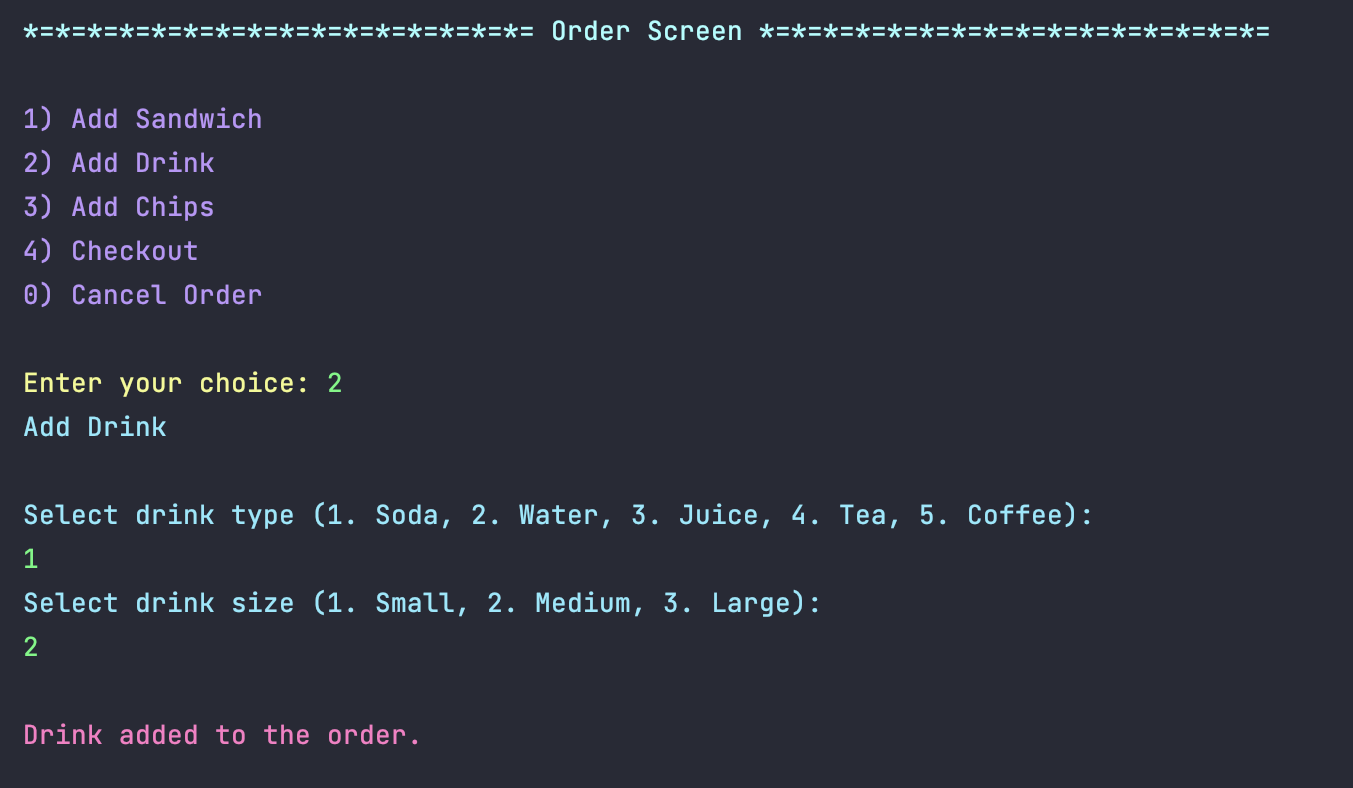 *=*=*=*=*=*=*=*=*=*=*=*=*=*=*=*= Order Screen *=*=*=*=*=*=*=*=*=*=*=*=*=*=*=*=
1) Add Sandwich
2) Add Drink
3) Add Chips
4) Checkout
0) Cancel Order
Enter your choice: 2
Add Drink
Select drink type (1. Soda, 2. Water, 3. Juice, 4. Tea, 5. Coffee):
1
Select drink size (1. Small, 2. Medium, 3. Large):
2
Drink added to the order.